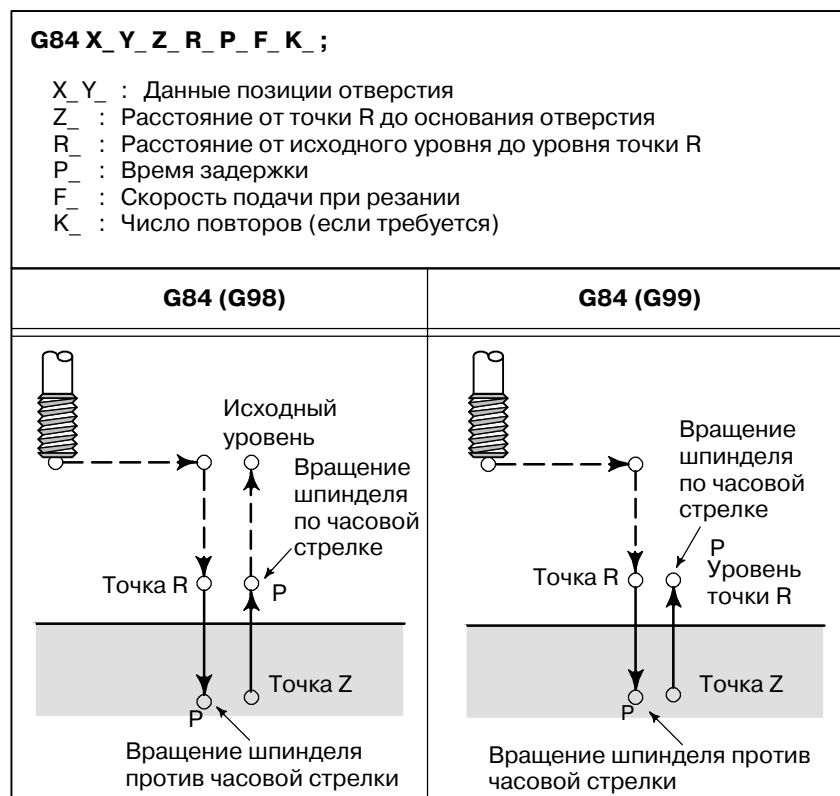 G84 X_ Y_ Z_ R_ P_ F_ K_ ;
X_ Y_ : Данные позиции отверстия
Z_ : Расстояние от точки R до основания отверстия
R_ : Расстояние от исходного уровня до уровня точки R
P_ : Время задержки
F_ : Скорость подачи при резании
K_ : Число повторов (если требуется)
G84 (G98)
Исходный
уровень
Вращение
шпинделя
по часовой
стрелке
Точка R
P
Точка Z
P
Вращение шпинделя
против часовой стрелки
G84 (G99)
Вращение
шпинделя
по часовой
стрелке
P
Точка R
Уровень
точки R
Точка Z
P
Вращение шпинделя против
часовой стрелки